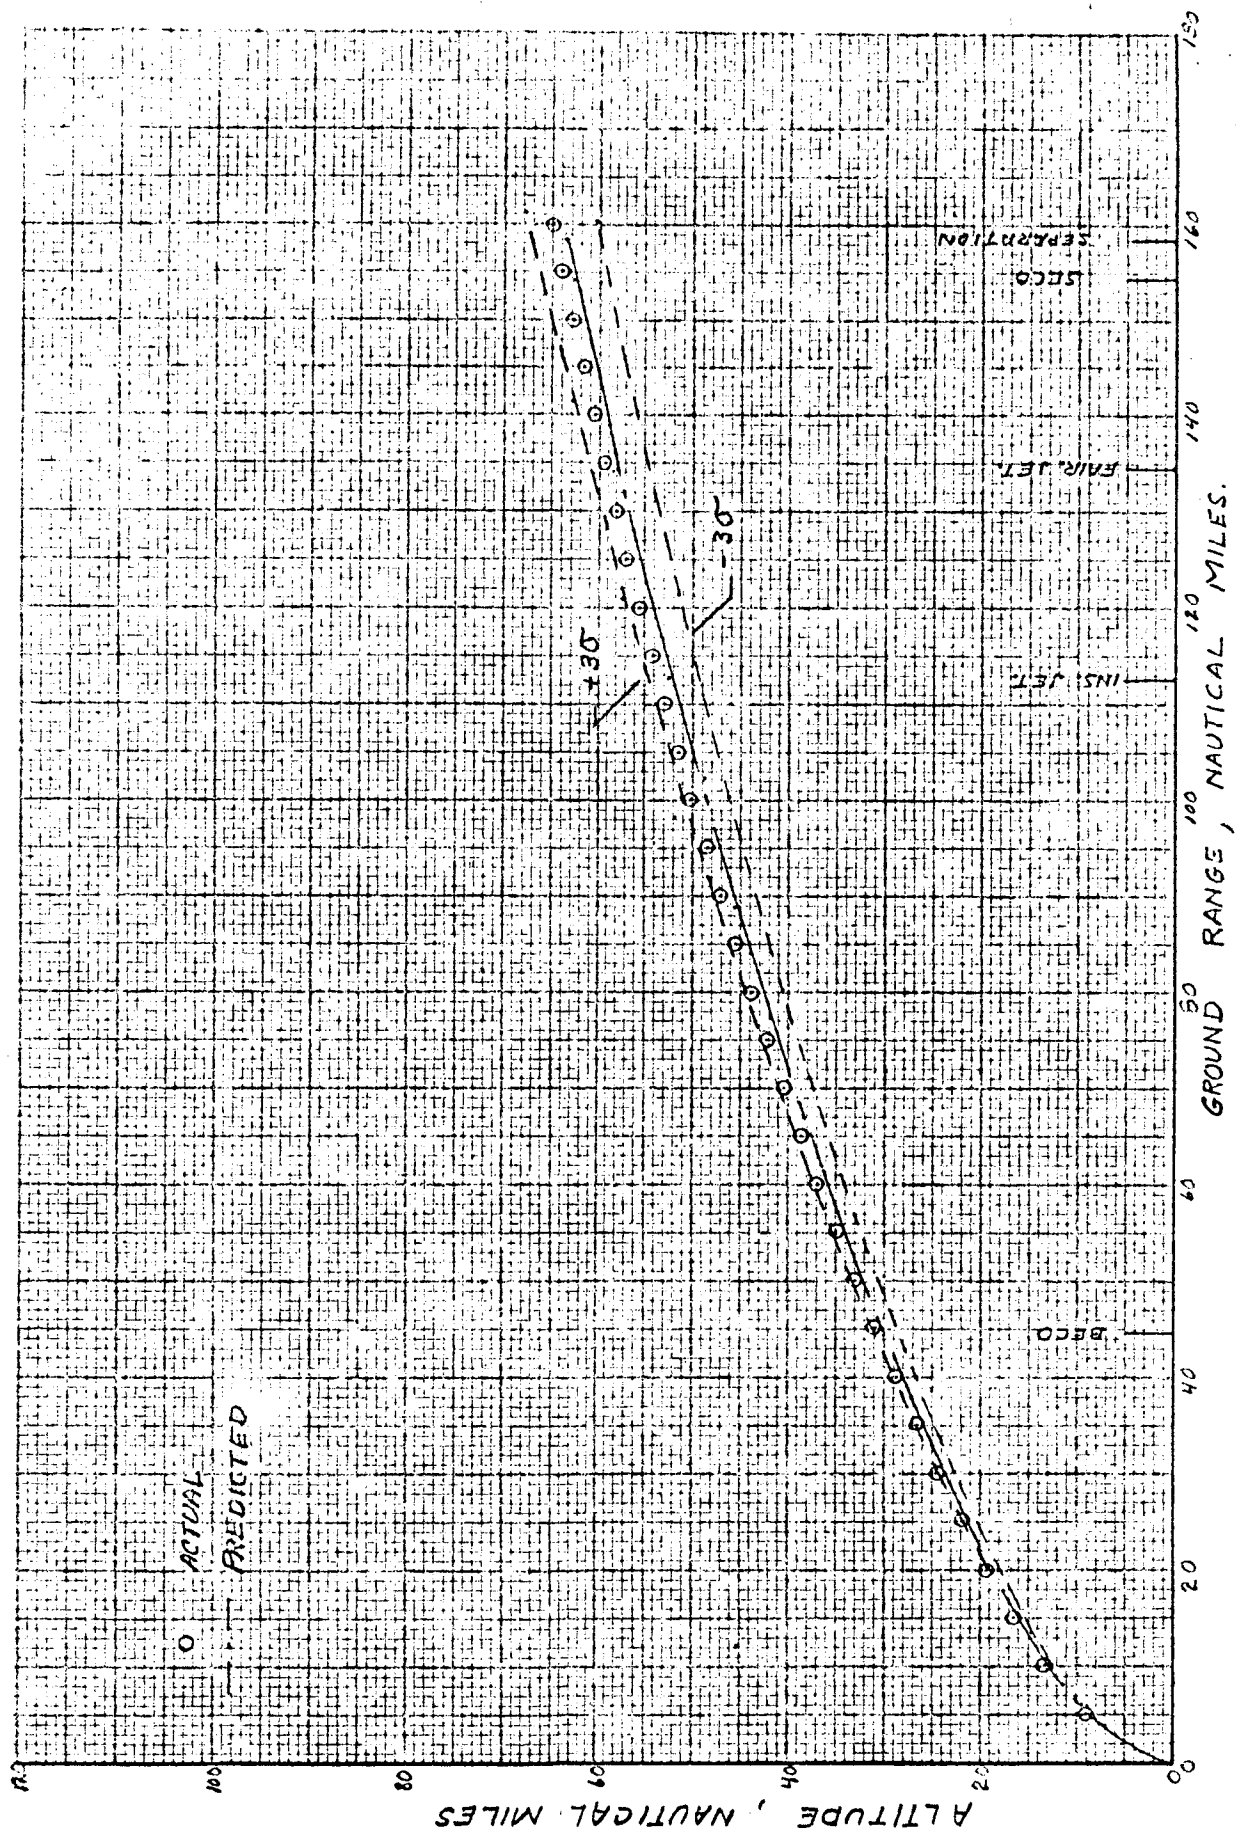 O ACTUAL
— - — PREDICTED
+3σ
-3σ
120
100
80
60
40
20
0
ALTITUDE, NAUTICAL MILES
0
20
40
60
80
100
120
140
160
180
BECO
INS. JET.
FAIR. JET.
SECO
SEPARATION
GROUND RANGE, NAUTICAL MILES.